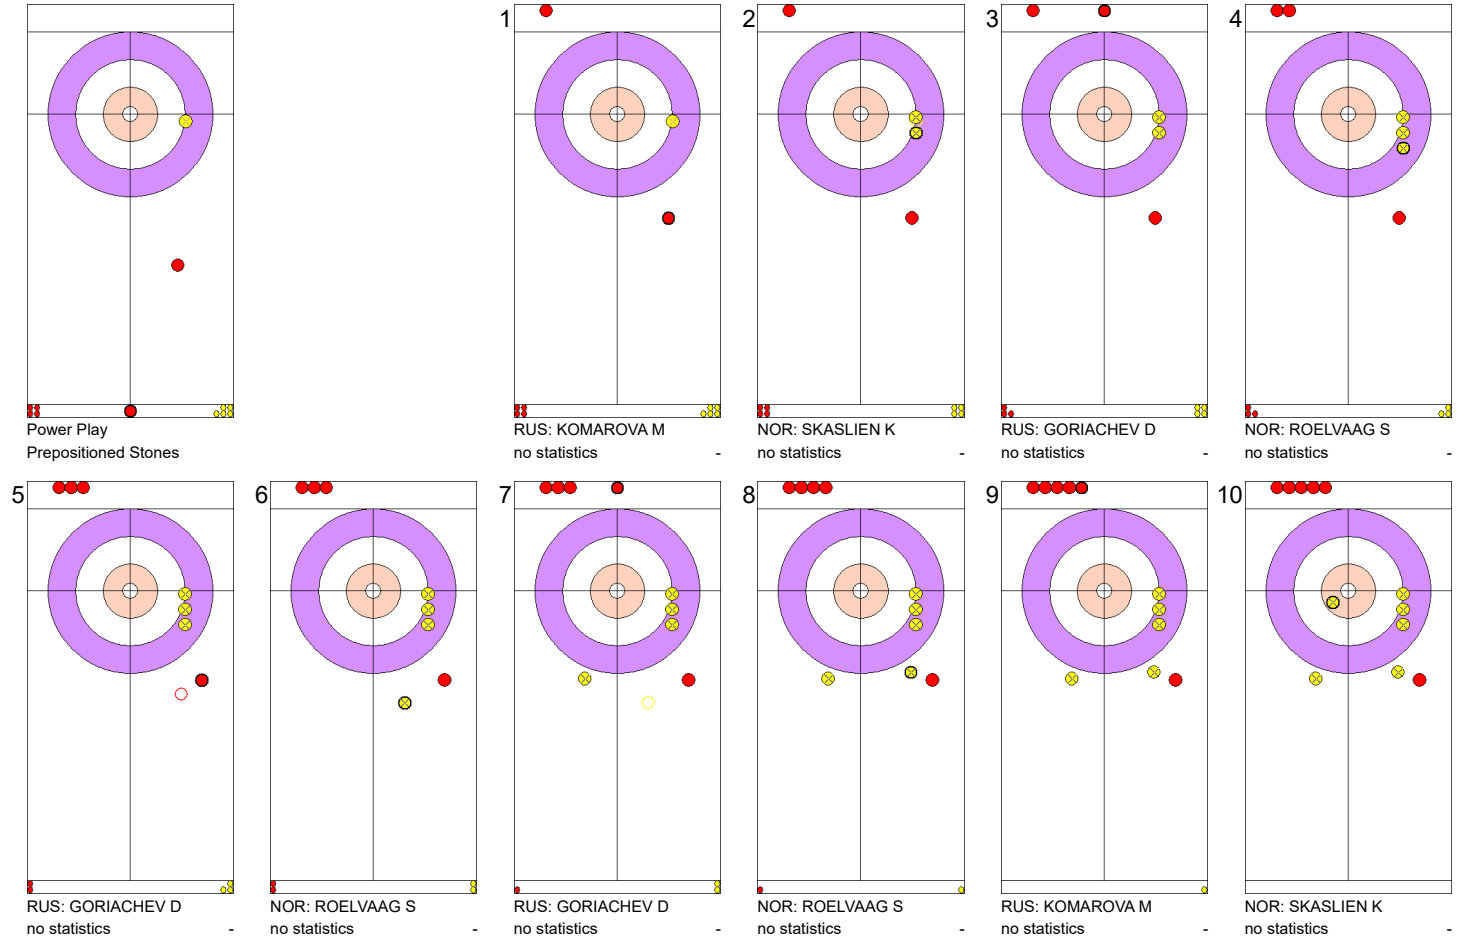 1
2
3
4
Power Play
Prepositioned Stones
RUS: KOMAROVA M
no statistics -
NOR: SKASLIEN K
no statistics -
RUS: GORIACHEV D
no statistics -
NOR: ROELVAAG S
no statistics -
5
6
7
8
9
10
RUS: GORIACHEV D
no statistics -
NOR: ROELVAAG S
no statistics -
RUS: GORIACHEV D
no statistics -
NOR: ROELVAAG S
no statistics -
RUS: KOMAROVA M
no statistics -
NOR: SKASLIEN K
no statistics -